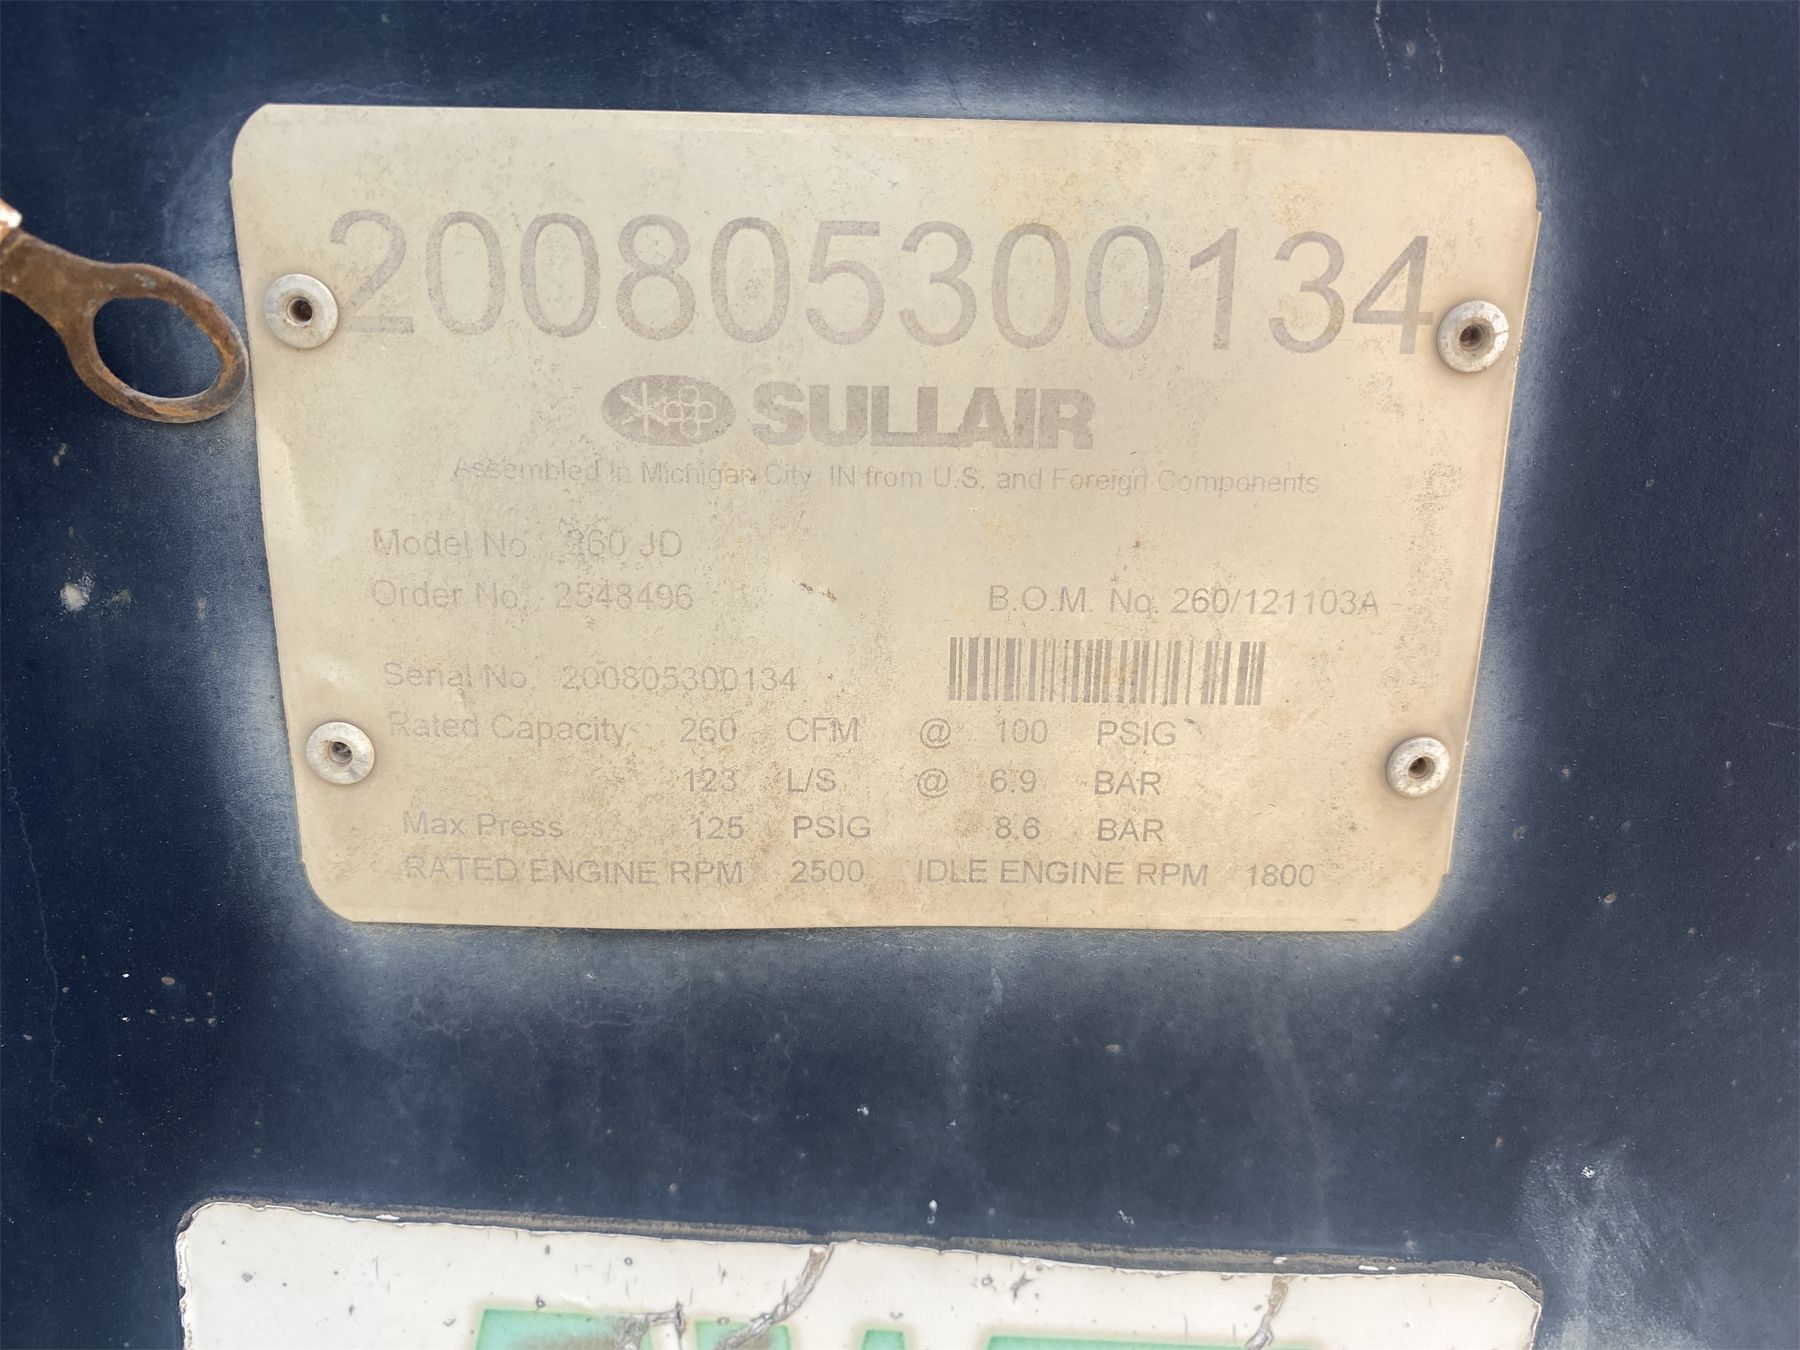 200805300134
SULLAIR
Assembled in Michigan City, IN from U.S. and Foreign Components
Model No. 260 JD
Order No. 2548496
B.O.M. No. 260/121103A
Serial No. 200805300134
Rated Capacity 260 CFM @ 100 PSIG
123 L/S @ 6.9 BAR
Max Press 125 PSIG 8.6 BAR
RATED ENGINE RPM 2500 IDLE ENGINE RPM 1800